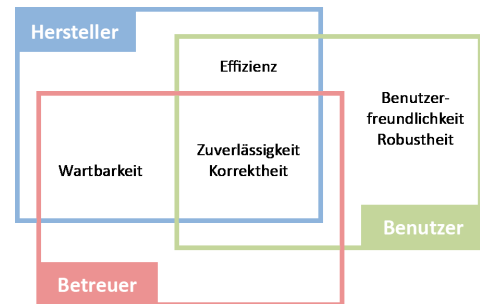 Hersteller
Effizienz
Benutzer-
freundlichkeit
Robustheit
Zuverlässigkeit
Korrektheit
Wartbarkeit
Benutzer
Betreuer